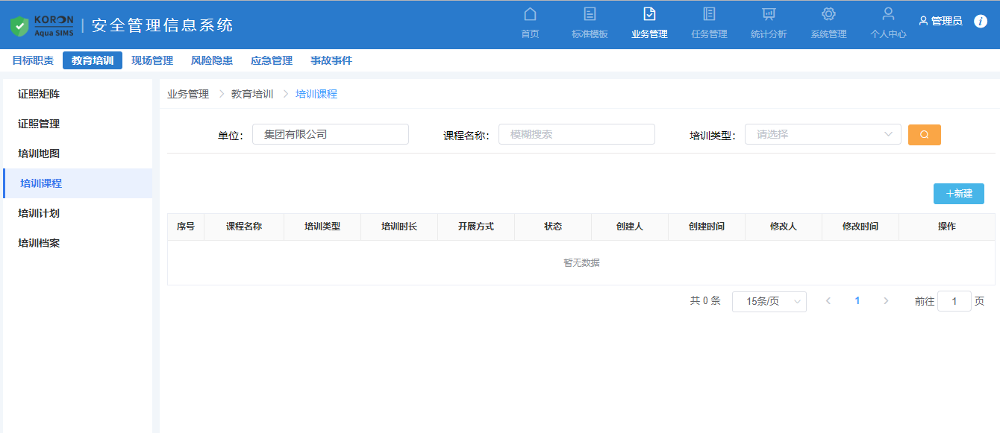 KORON
Aqua SIMS
安全管理信息系统
首页
标准模板
业务管理
任务管理
统计分析
系统管理
个人中心
管理员
目标职责
教育培训
现场管理
风险隐患
应急管理
事故事件
证照矩阵
证照管理
培训地图
培训课程
培训计划
培训档案
业务管理 > 教育培训 > 培训课程
单位: 集团有限公司
课程名称: 模糊搜索
培训类型: 请选择
+新建
序号 课程名称 培训类型 培训时长 开展方式 状态 创建人 创建时间 修改人 修改时间 操作
暂无数据
共 0 条 15条/页 < 1 > 前往 1 页